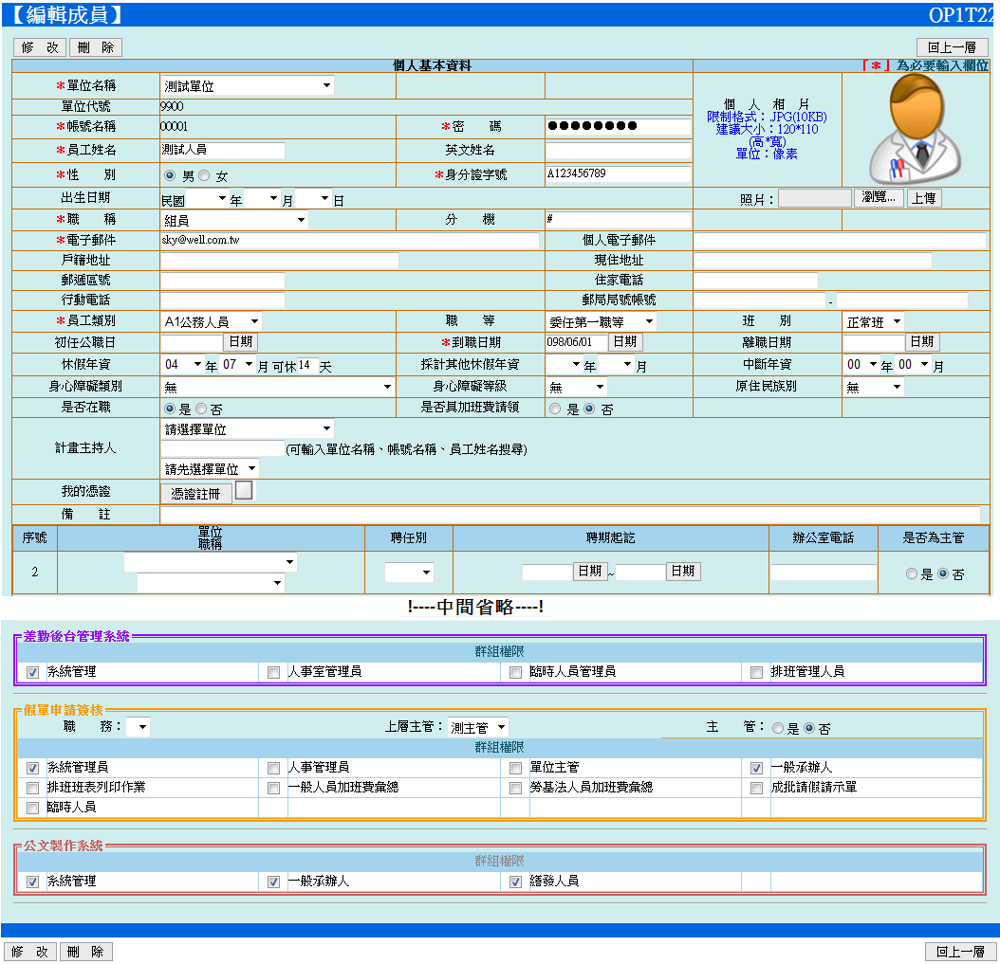 【編輯成員】 OP1T22
修 改 刪 除 回上一層
個人基本資料 「*」為必要輸入欄位
*單位名稱 測試單位
單位代號 9900
*帳號名稱 00001 *密 碼 ●●●●●●●●
*員工姓名 測試人員 英文姓名
個 人 相 片
限制格式：.JPG(10KB)
建議大小：120*110
(高*寬)
單位：像素
*性 別 男 女 *身分證字號 A123456789
出生日期 民國 年 月 日 照片： 瀏覽... 上傳
*職 稱 組員 分 機 #
*電子郵件 sky@well.com.tw 個人電子郵件
戶籍地址 現住地址
郵遞區號 住家電話
行動電話 郵局局號帳號 -
*員工類別 A1公務人員 職 等 委任第一職等 班 別 正常班
初任公職日 日期 *到職日期 098/06/01 日期 離職日期 日期
休假年資 04 年 07 月 可休 14 天 採計其他休假年資 年 月 中斷年資 00 年 00 月
身心障礙類別 無 身心障礙等級 無 原住民族別 無
是否在職 是 否 是否具加班費請領 是 否
計畫主持人 請選擇單位
(可輸入單位名稱、帳號名稱、員工姓名搜尋)
請先選擇單位
我的憑證 憑證註冊
備 註
序號 單位 聘任別 聘期起訖 辦公室電話 是否為主管
職稱
2 日期 ~ 日期 是 否
!----中間省略----!
差勤後台管理系統
群組權限
系統管理 人事室管理員 臨時人員管理員 排班管理人員
假單申請簽核
職 務： 上層主管： 測主管 主 管： 是 否
群組權限
系統管理員 人事管理員 單位主管 一般承辦人
排班班表列印作業 一般人員加班費彙總 勞基法人員加班費彙總 成批請假請示單
臨時人員
公文製作系統
群組權限
系統管理 一般承辦人 繕發人員
修 改 刪 除 回上一層